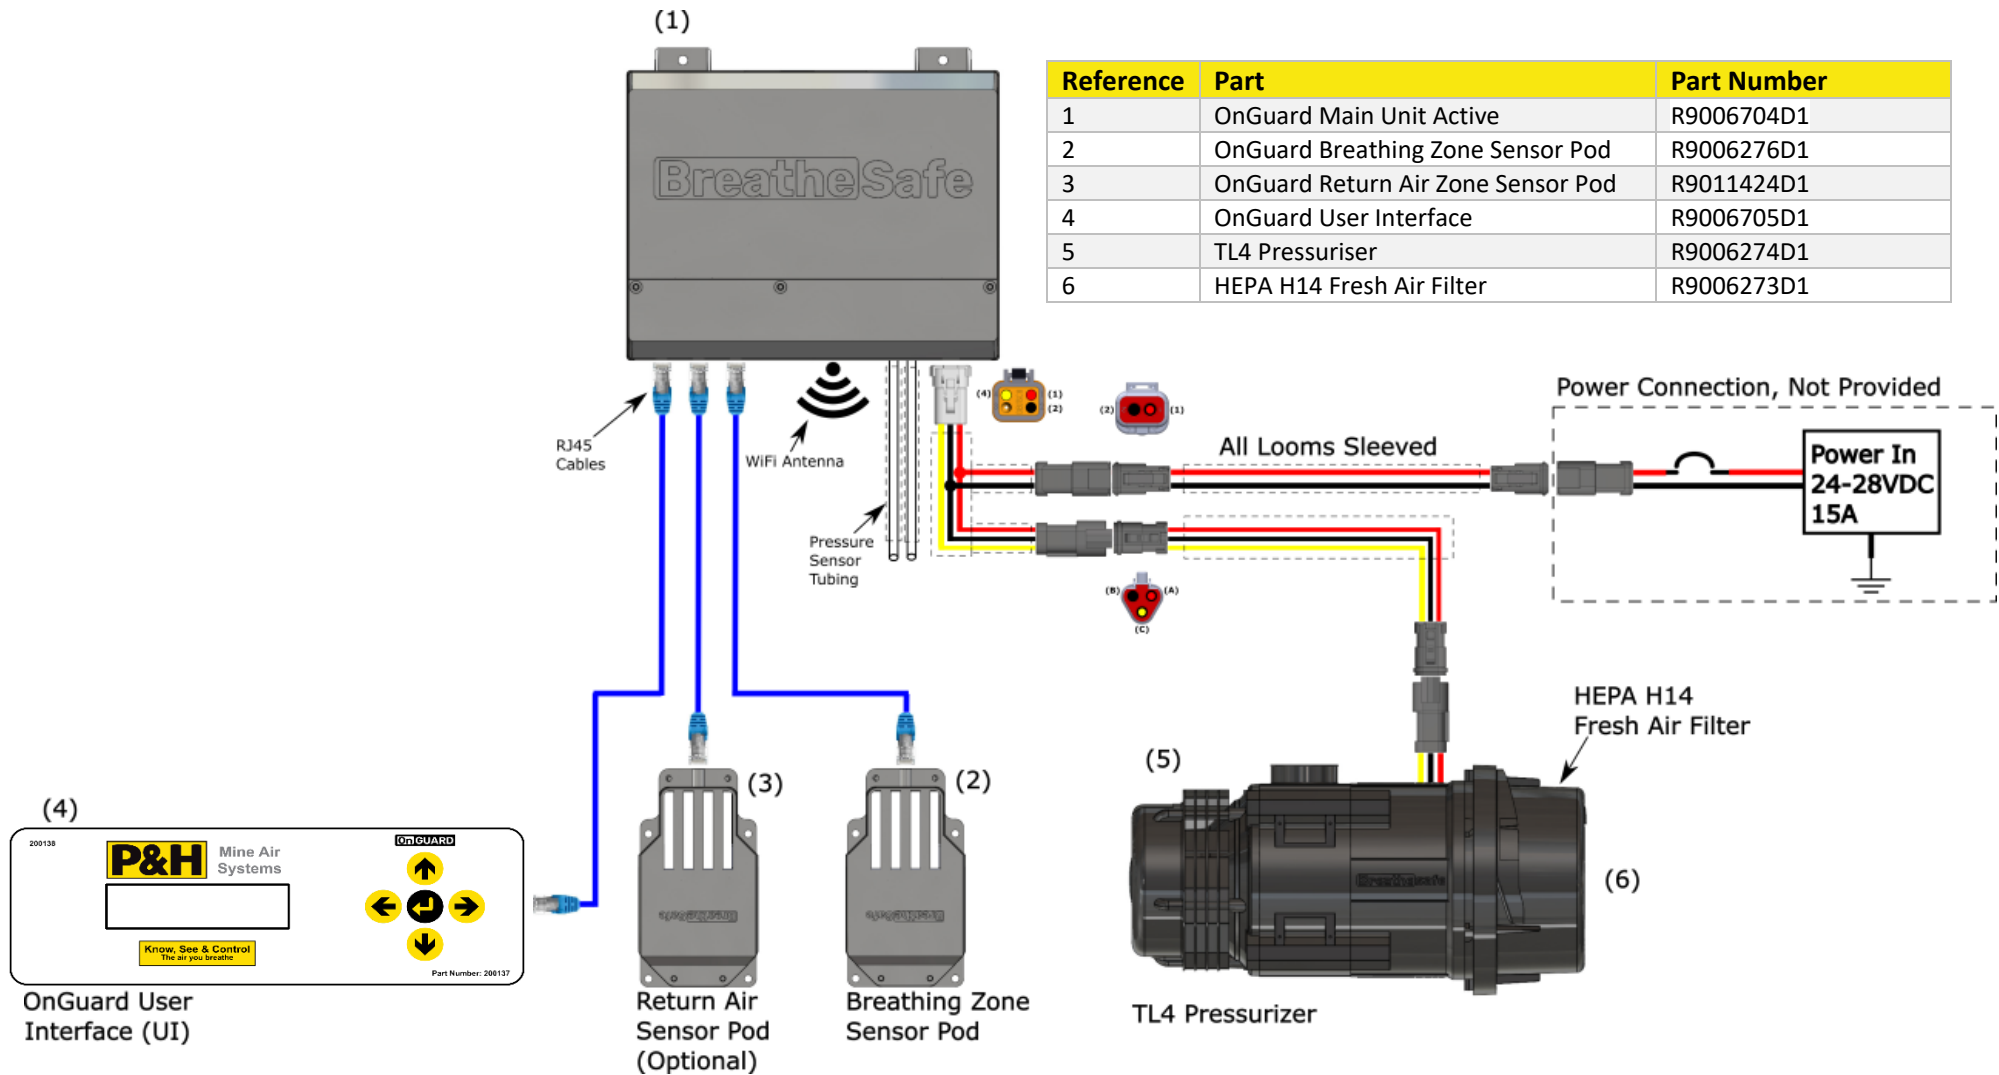 (1)
BreatheSafe
Reference Part Part Number
1 OnGuard Main Unit Active R9006704D1
2 OnGuard Breathing Zone Sensor Pod R9006276D1
3 OnGuard Return Air Zone Sensor Pod R9011424D1
4 OnGuard User Interface R9006705D1
5 TL4 Pressuriser R9006274D1
6 HEPA H14 Fresh Air Filter R9006273D1
RJ45
Cables
WiFi Antenna
Pressure
Sensor
Tubing
(4) (1)
(2)
(2) (1)
All Looms Sleeved
Power Connection, Not Provided
Power In
24-28VDC
15A
(B) (A)
(C)
HEPA H14
Fresh Air Filter
(5)
(6)
BreatheSafe
TL4 Pressurizer
(3)
BreatheSafe
Return Air
Sensor Pod
(Optional)
(2)
BreatheSafe
Breathing Zone
Sensor Pod
(4)
200138
P&H
Mine Air
Systems
OnGUARD
Know, See & Control
The air you breathe
Part Number: 200137
OnGuard User
Interface (UI)